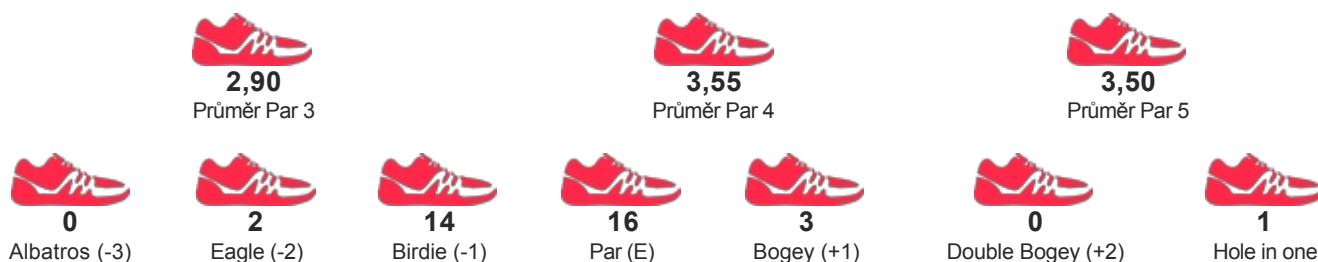 2,90 3,55 3,50
Průměr Par 3 Průměr Par 4 Průměr Par 5
0 2 14 16 3 0 1
Albatros (-3) Eagle (-2) Birdie (-1) Par (E) Bogey (+1) Double Bogey (+2) Hole in one